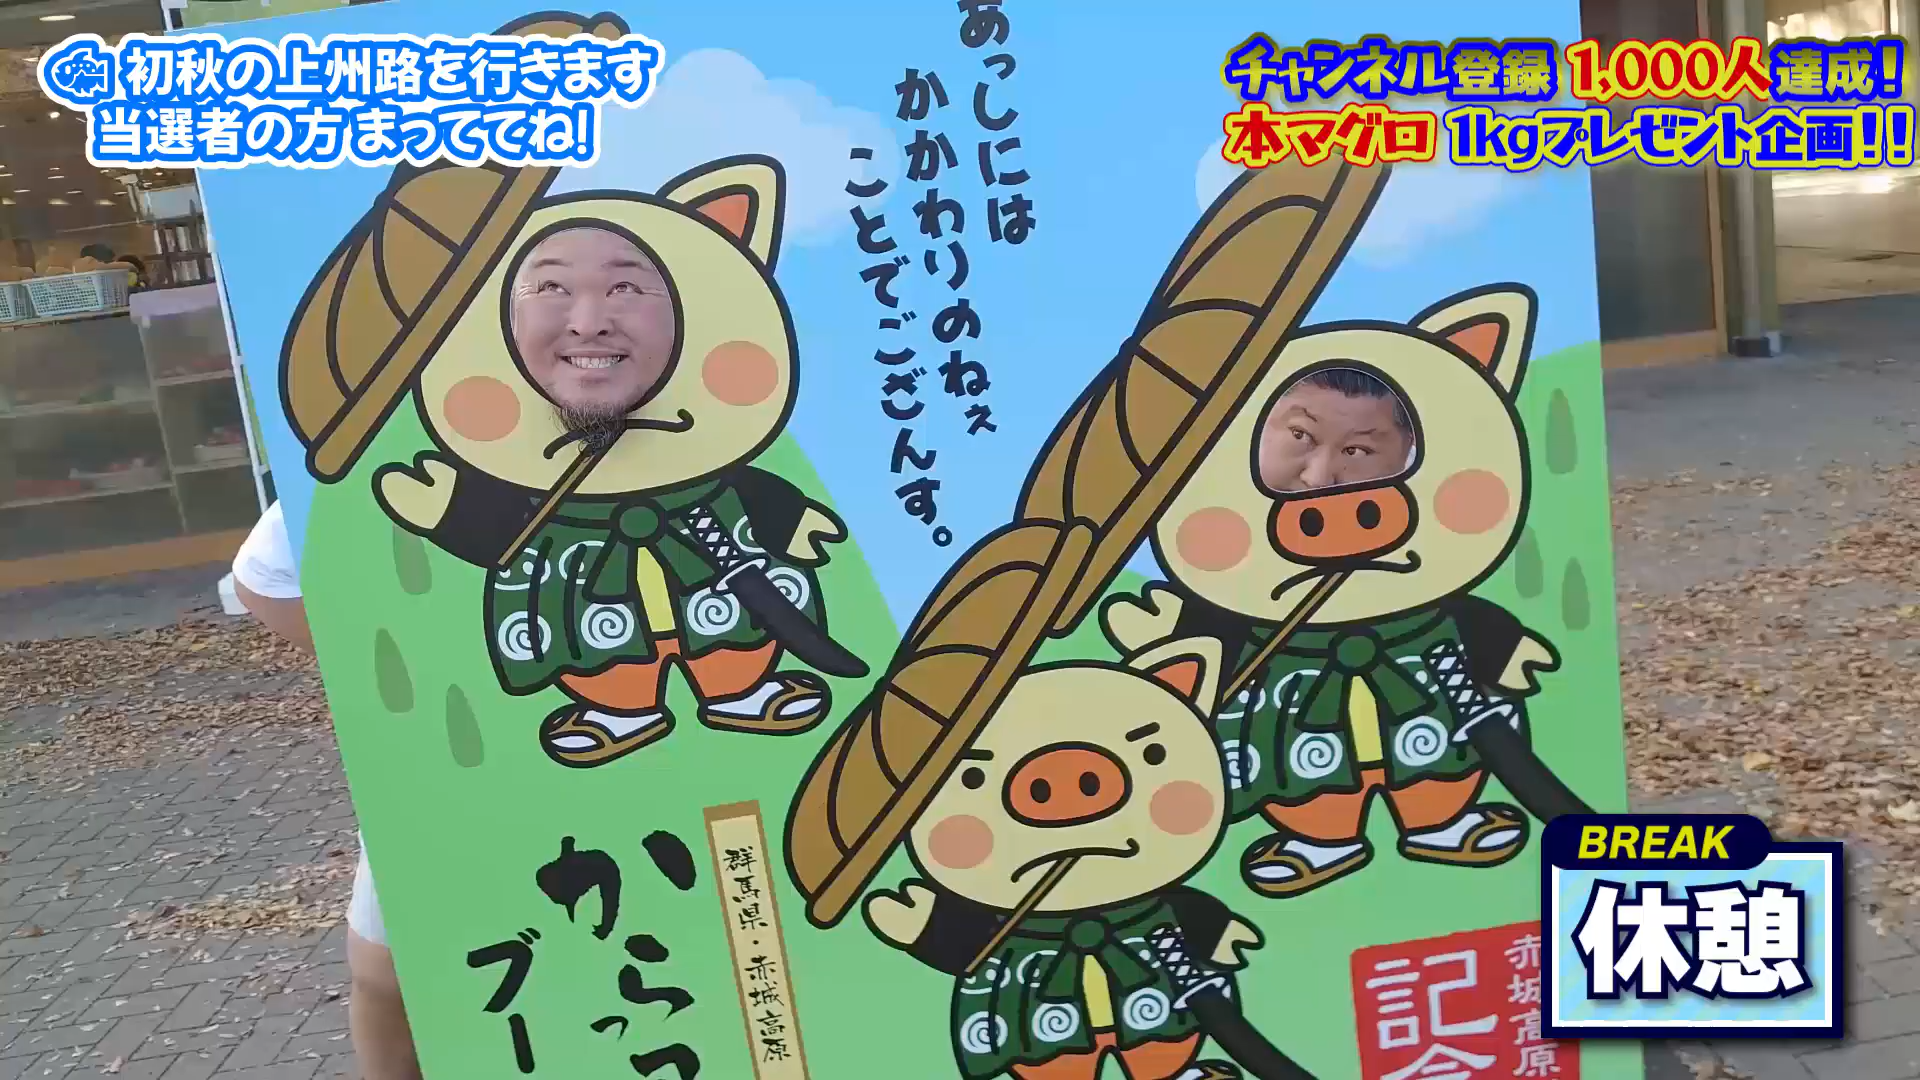 初秋の上州路を行きます
当選者の方まっててね!
チャンネル登録 1,000人達成!
本マグロ 1kgプレゼント企画!!
あっしには
かかわりのねぇ
ことでござんす。
からっ
ブー
群馬県・赤城高原
赤城高原
記念
BREAK
休憩